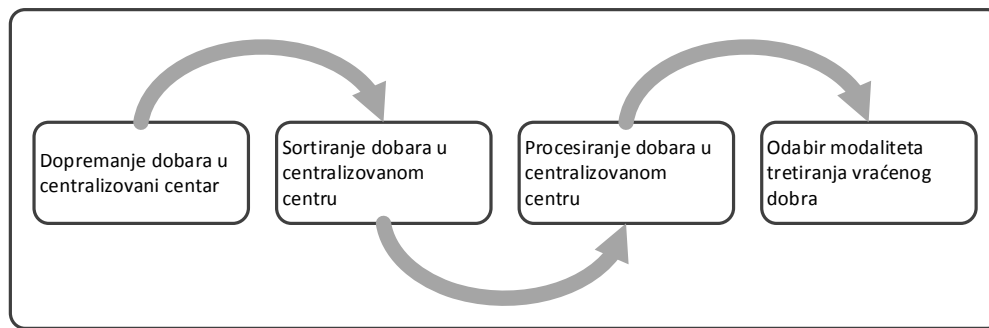 Dopremanje dobara u
centralizovani centar
Sortiranje dobara u
centralizovanom
centru
Procesiranje dobara u
centralizovanom
centru
Odabir modaliteta
tretiranja vraćenog
dobra